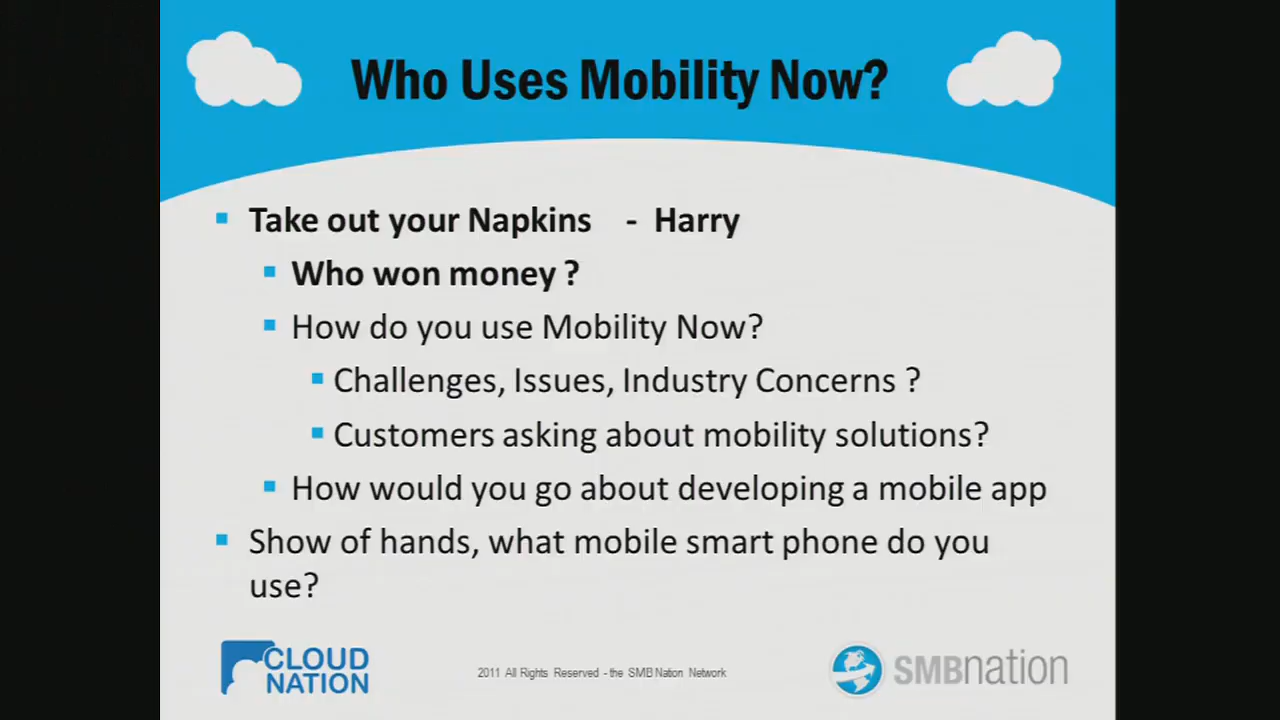 Who Uses Mobility Now?
Take out your Napkins - Harry
Who won money ?
How do you use Mobility Now?
Challenges, Issues, Industry Concerns ?
Customers asking about mobility solutions?
How would you go about developing a mobile app
Show of hands, what mobile smart phone do you
use?
CLOUD
NATION
2011 All Rights Reserved - the SMB Nation Network
SMBnation